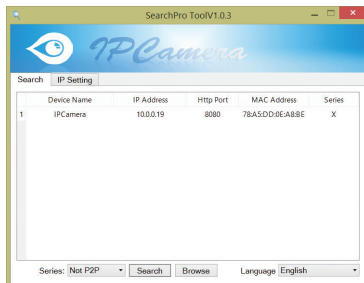 SearchPro ToolV1.0.3
IPCamera
Search IP Setting
Device Name IP Address Http Port MAC Address Series
1 IPCamera 10.0.0.19 8080 78:A5:DD:0E:A8:BE X
Series: Not P2P Search Browse Language English